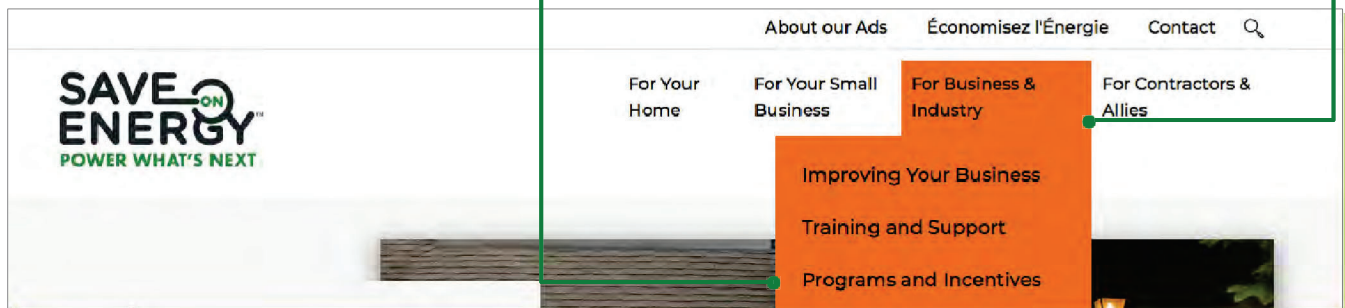 About our Ads Économisez l'Énergie Contact
SAVE ON
ENERGY™
POWER WHAT'S NEXT
For Your
Home
For Your Small
Business
For Business &
Industry
For Contractors &
Allies
Improving Your Business
Training and Support
Programs and Incentives